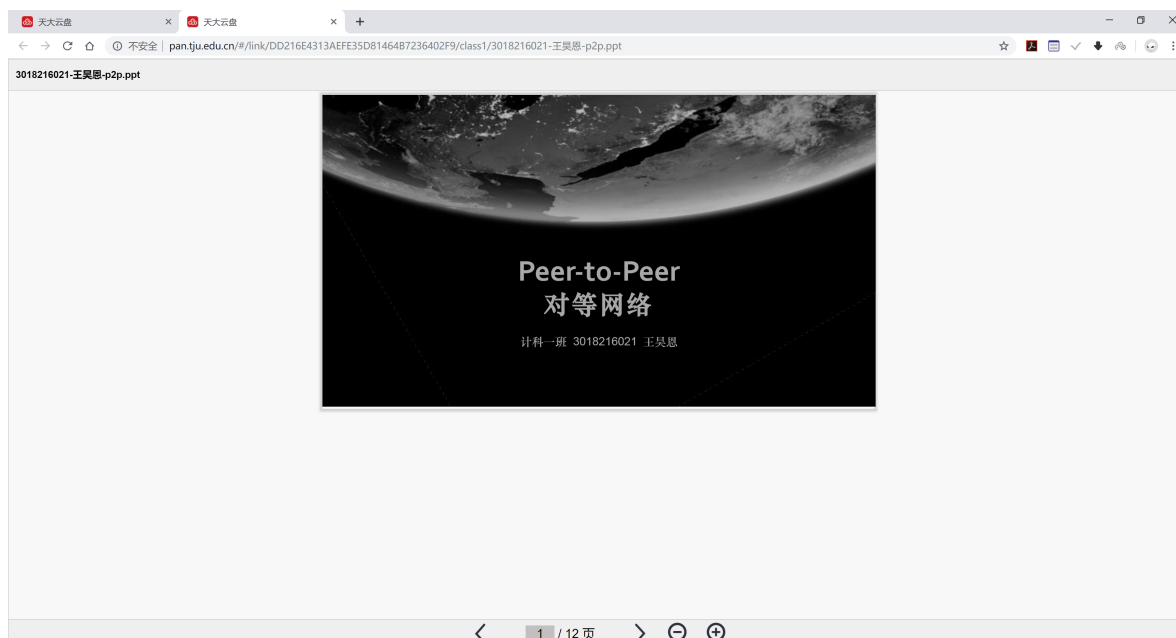 天大云盘
天大云盘
不安全 pan.tju.edu.cn/#/link/DD216E4313AEFE35D81464B7236402F9/class1/3018216021-王昊恩-p2p.ppt
3018216021-王昊恩-p2p.ppt
Peer-to-Peer
对等网络
计科一班 3018216021 王昊恩
1 / 12 页